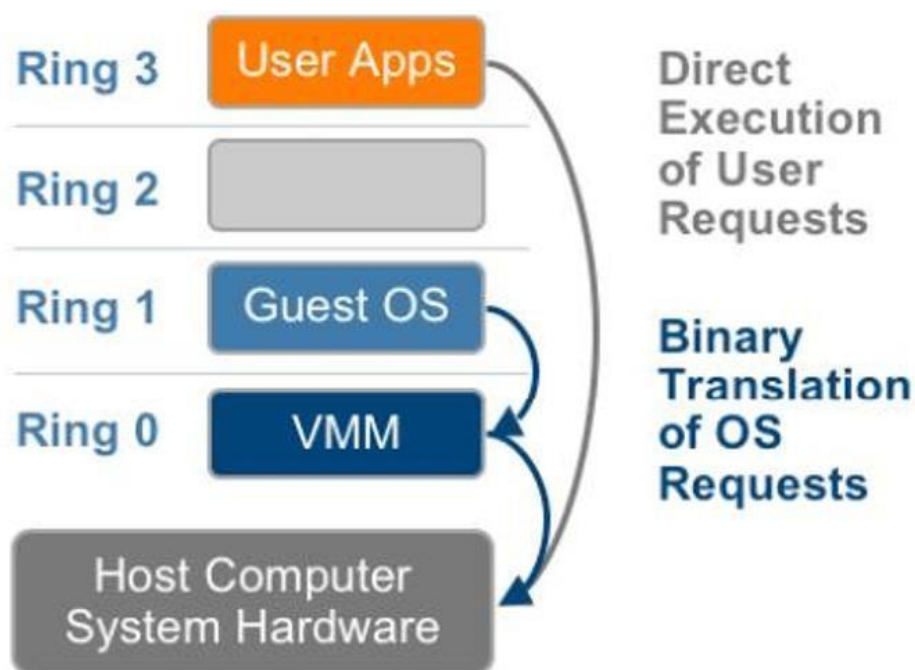 Ring 3
User Apps
Direct
Execution
of User
Requests
Ring 2
Ring 1
Guest OS
Binary
Translation
of OS
Requests
Ring 0
VMM
Host Computer
System Hardware